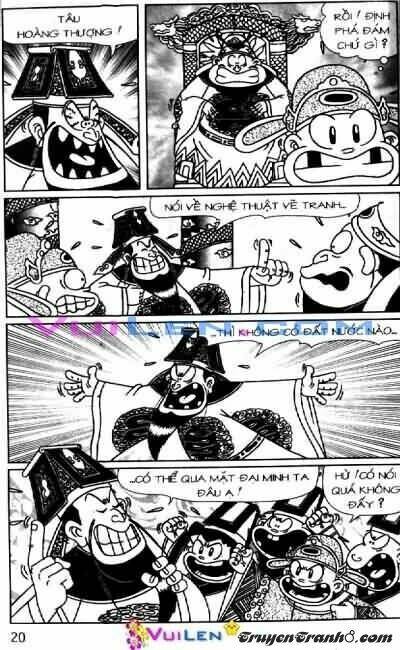 TÂU
HOÀNG THƯỢNG!
RỒI! ĐỊNH
PHÁ ĐÁM
CHỨ GÌ?
NÓI VỀ NGHỆ THUẬT VẼ TRANH...
...THÌ KHÔNG CÓ ĐẤT NƯỚC NÀO...
VUILEN
...CÓ THỂ QUA MẶT ĐẠI MINH TA
ĐÂU Ạ!
HỪ! CÓ NÓI
QUÁ KHÔNG
ĐẤY?
20
VUILEN
TruyenTranh8.com